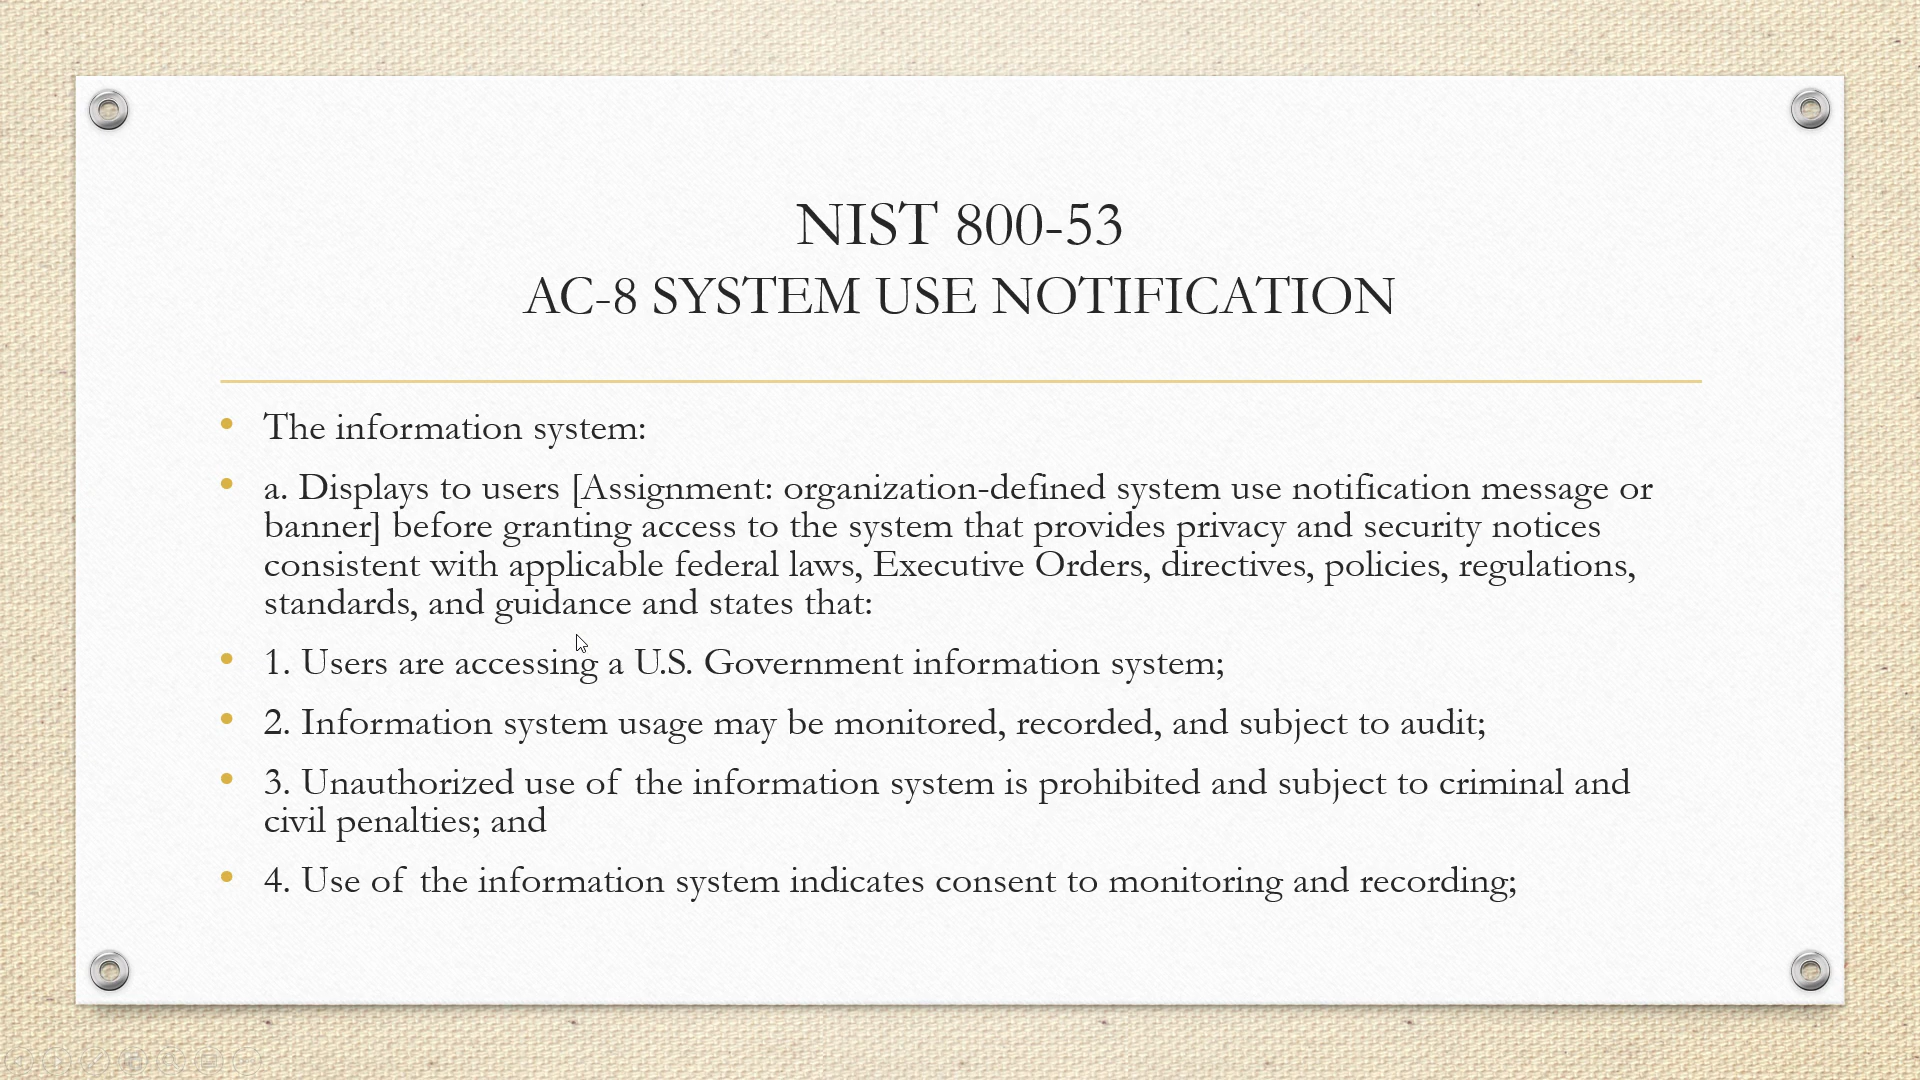 NIST 800-53
AC-8 SYSTEM USE NOTIFICATION
• The information system:
• a. Displays to users [Assignment: organization-defined system use notification message or
banner] before granting access to the system that provides privacy and security notices
consistent with applicable federal laws, Executive Orders, directives, policies, regulations,
standards, and guidance and states that:
• 1. Users are accessing a U.S. Government information system;
• 2. Information system usage may be monitored, recorded, and subject to audit;
• 3. Unauthorized use of the information system is prohibited and subject to criminal and
civil penalties; and
• 4. Use of the information system indicates consent to monitoring and recording;